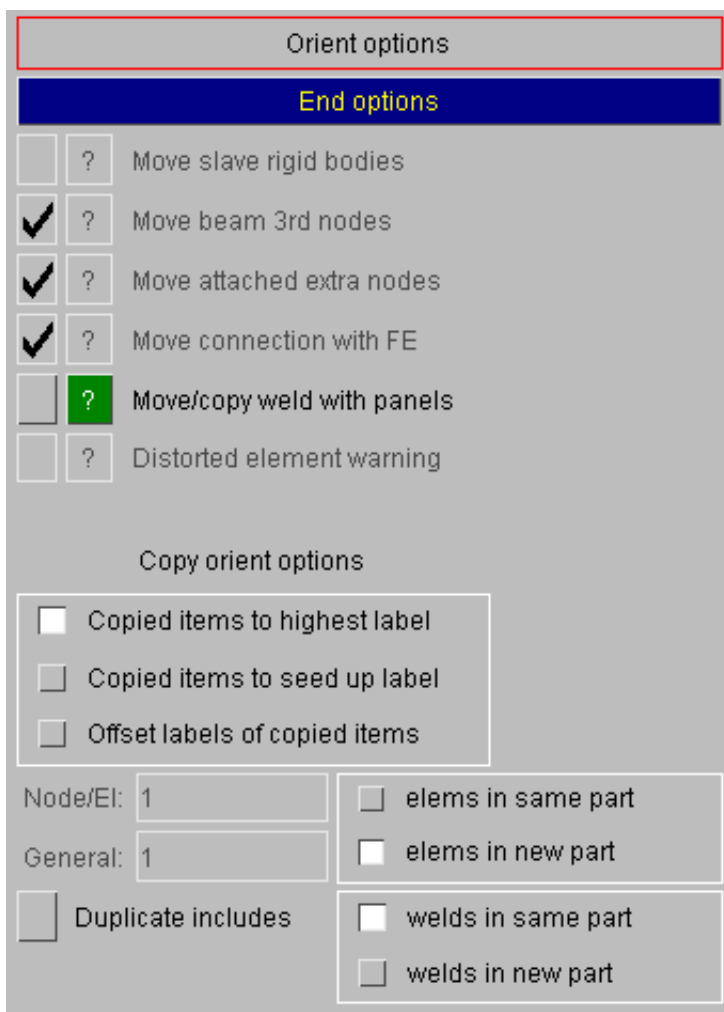 Orient options
End options
? Move slave rigid bodies
? Move beam 3rd nodes
? Move attached extra nodes
? Move connection with FE
? Move/copy weld with panels
? Distorted element warning
Copy orient options
Copied items to highest label
Copied items to seed up label
Offset labels of copied items
Node/El: 1
elems in same part
General: 1
elems in new part
Duplicate includes
welds in same part
welds in new part